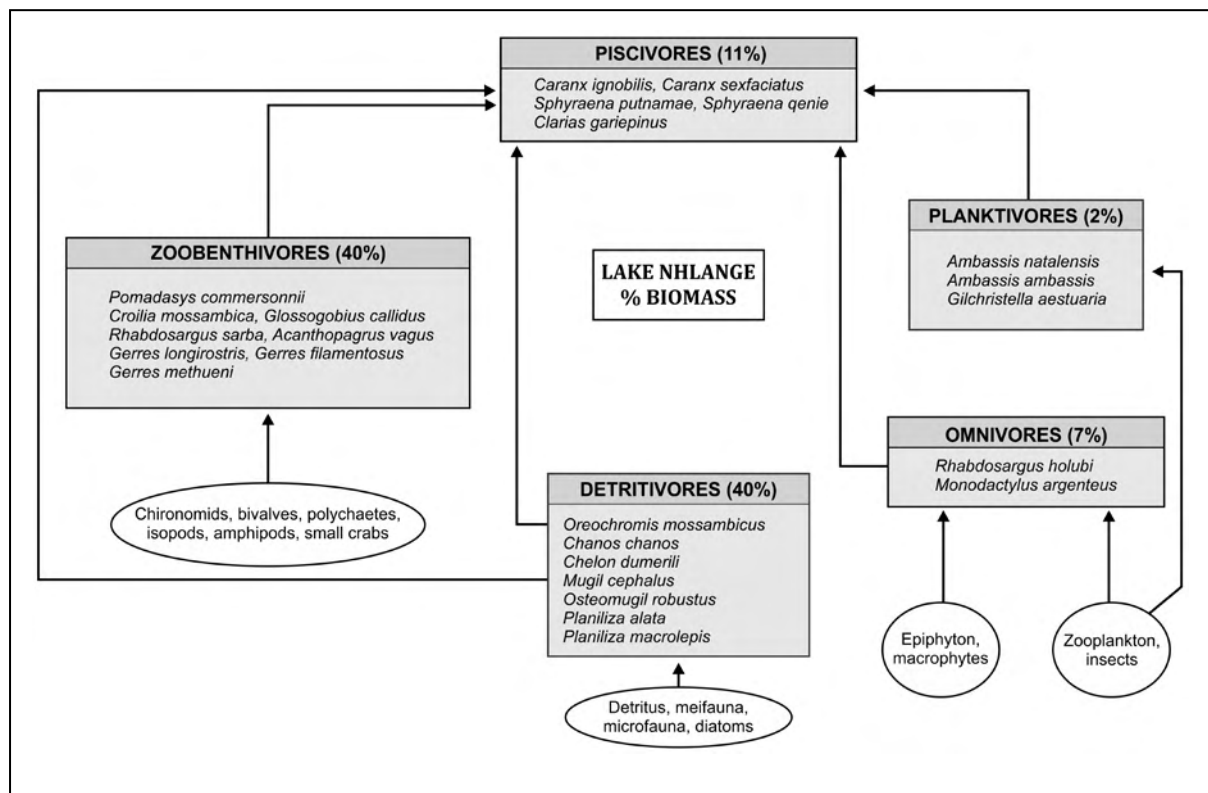 PISCIVORES (11%)
Caranx ignobilis, Caranx sexfaciatus
Sphyraena putnamae, Sphyraena qenie
Clarias gariepinus
PLANKTIVORES (2%)
Ambassis natalensis
Ambassis ambassis
Gilchristella aestuaria
ZOOBENTHIVORES (40%)
Pomadasys commersonnii
Croilia mossambica, Glossogobius callidus
Rhabdosargus sarba, Acanthopagrus vagus
Gerres longirostris, Gerres filamentosus
Gerres methueni
LAKE NHLANGE
% BIOMASS
OMNIVORES (7%)
Rhabdosargus holubi
Monodactylus argenteus
DETRITIVORES (40%)
Oreochromis mossambicus
Chanos chanos
Chelon dumerili
Mugil cephalus
Osteomugil robustus
Planiliza alata
Planiliza macrolepis
Chironomids, bivalves, polychaetes,
isopods, amphipods, small crabs
Epiphyton,
macrophytes
Zooplankton,
insects
Detritus, meifauna,
microfauna, diatoms